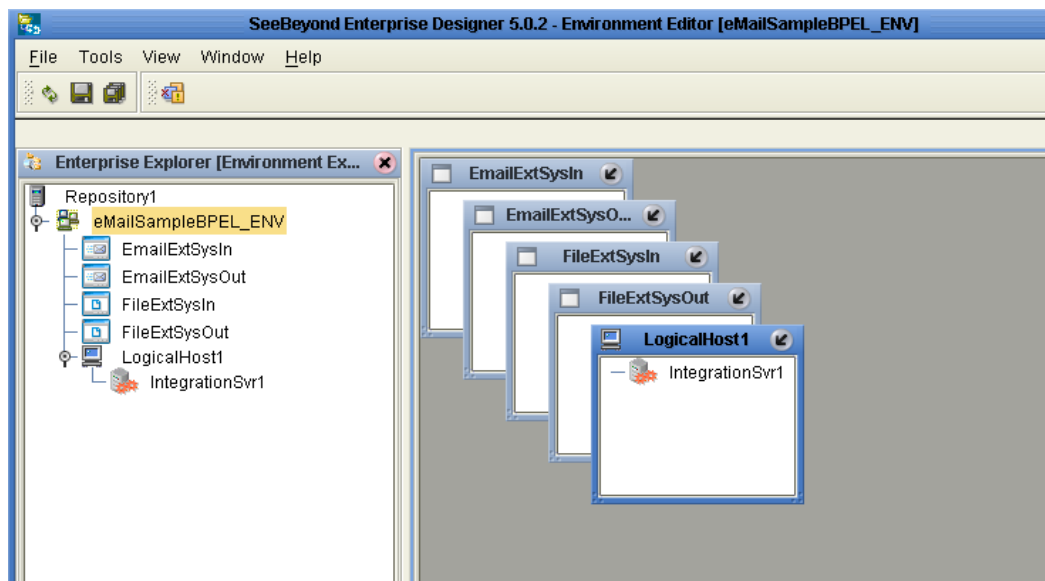 SeeBeyond Enterprise Designer 5.0.2 - Environment Editor [eMailSampleBPEL_ENV]
File Tools View Window Help
Enterprise Explorer [Environment Ex...
Repository1
eMailSampleBPEL_ENV
EmailExtSysIn
EmailExtSysOut
FileExtSysIn
FileExtSysOut
LogicalHost1
IntegrationSvr1
EmailExtSysIn
EmailExtSysO...
FileExtSysIn
FileExtSysOut
LogicalHost1
IntegrationSvr1